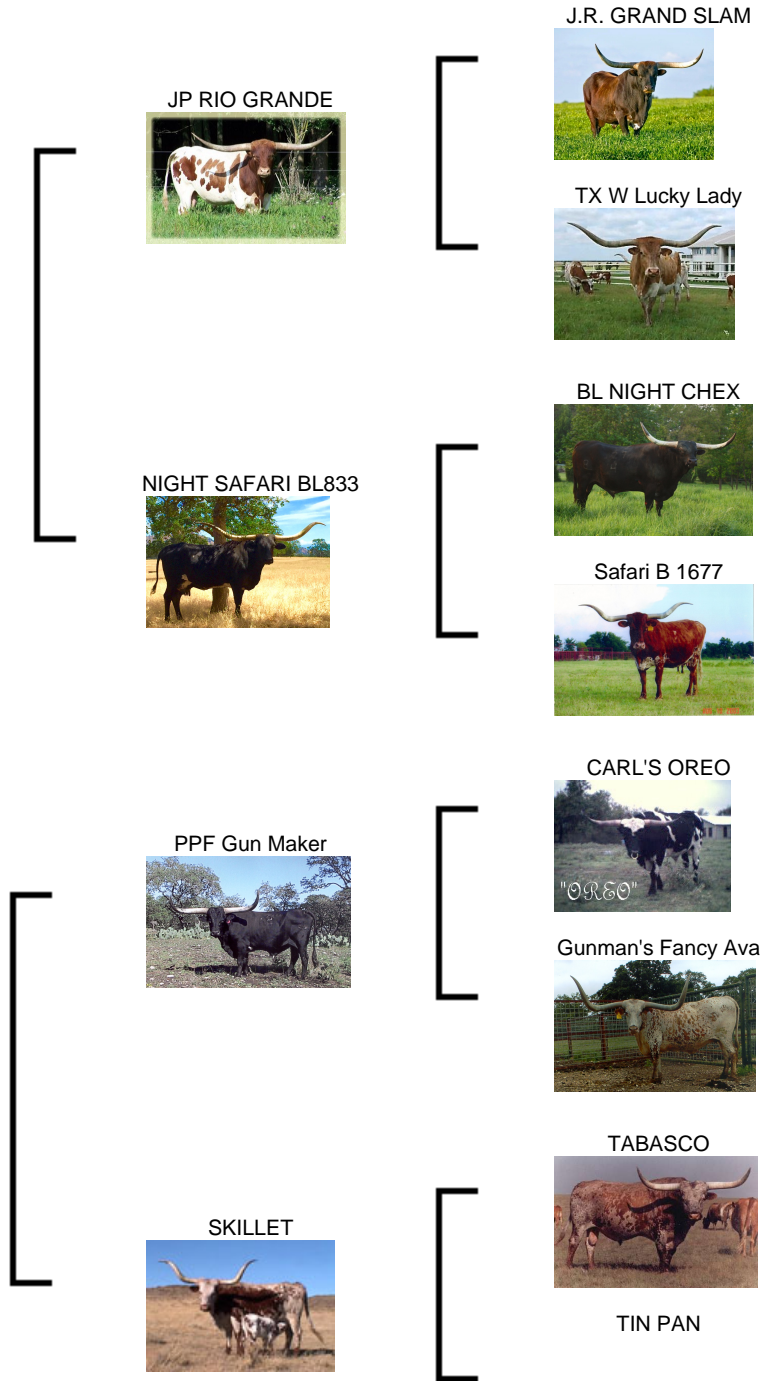 J.R. GRAND SLAM
JP RIO GRANDE
TX W Lucky Lady
BL NIGHT CHEX
NIGHT SAFARI BL833
Safari B 1677
CARL'S OREO
PPF Gun Maker
"OREO"
Gunman's Fancy Ava
TABASCO
SKILLET
TIN PAN